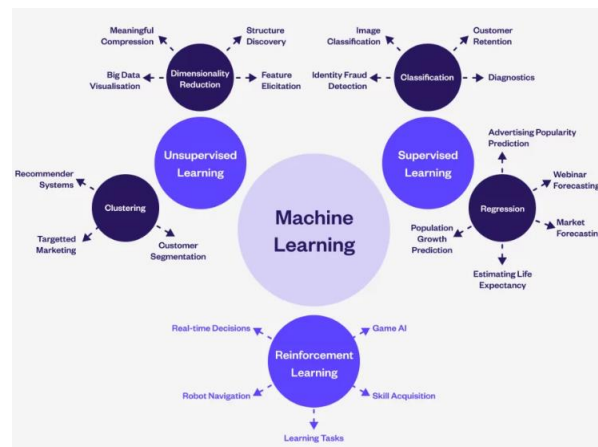 Meaningful
Compression
Structure
Discovery
Big Data
Visualisation
Dimensionality
Reduction
Feature
Elicitation
Image
Classification
Customer
Retention
Identity Fraud
Detection
Classification
Diagnostics
Unsupervised
Learning
Supervised
Learning
Advertising Popularity
Prediction
Recommender
Systems
Clustering
Targetted
Marketing
Customer
Segmentation
Machine
Learning
Webinar
Forecasting
Regression
Population
Growth
Prediction
Market
Forecasting
Estimating Life
Expectancy
Real-time Decisions
Game AI
Reinforcement
Learning
Robot Navigation
Skill Acquisition
Learning Tasks